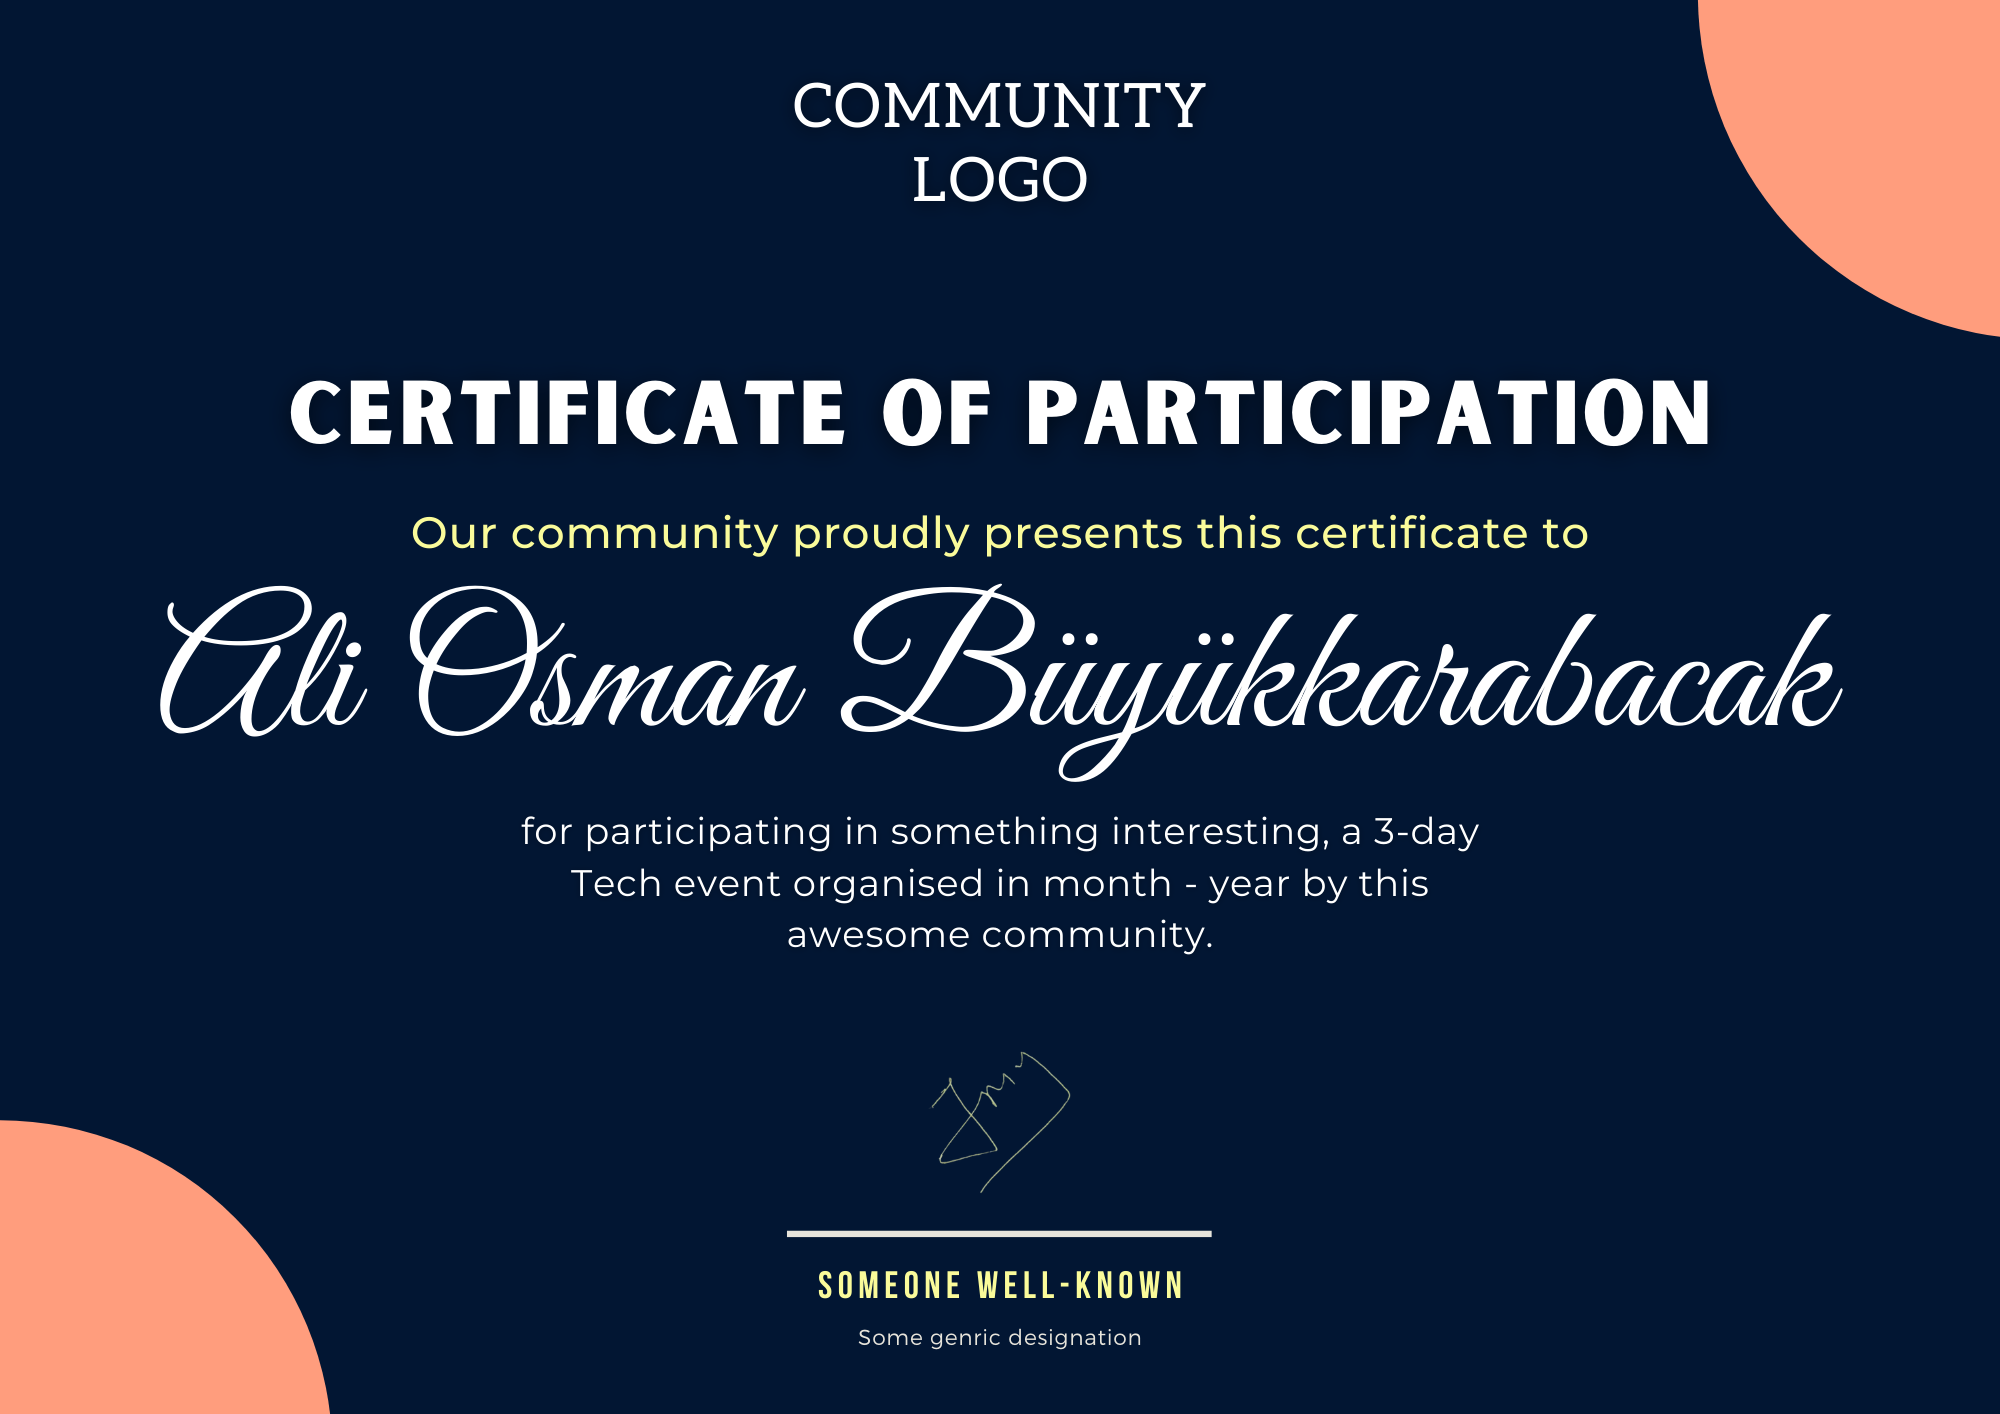 COMMUNITY
LOGO
CERTIFICATE OF PARTICIPATION
Our community proudly presents this certificate to
Ali Osman Büyükkarabacak
for participating in something interesting, a 3-day
Tech event organised in month - year by this
awesome community.
SOMEONE WELL-KNOWN
Some genric designation